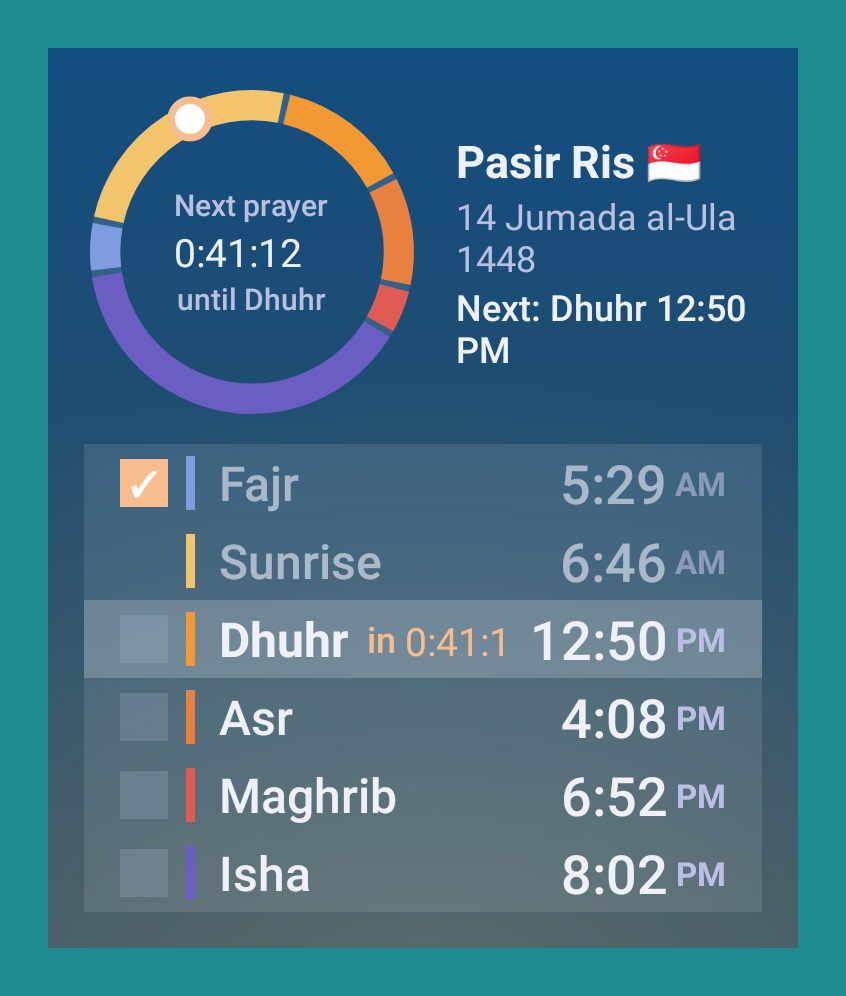 Next prayer
0:41:12
until Dhuhr
Pasir Ris 🇸🇬
14 Jumada al-Ula
1448
Next: Dhuhr 12:50
PM
Fajr 5:29 AM
Sunrise 6:46 AM
Dhuhr in 0:41:1 12:50 PM
Asr 4:08 PM
Maghrib 6:52 PM
Isha 8:02 PM